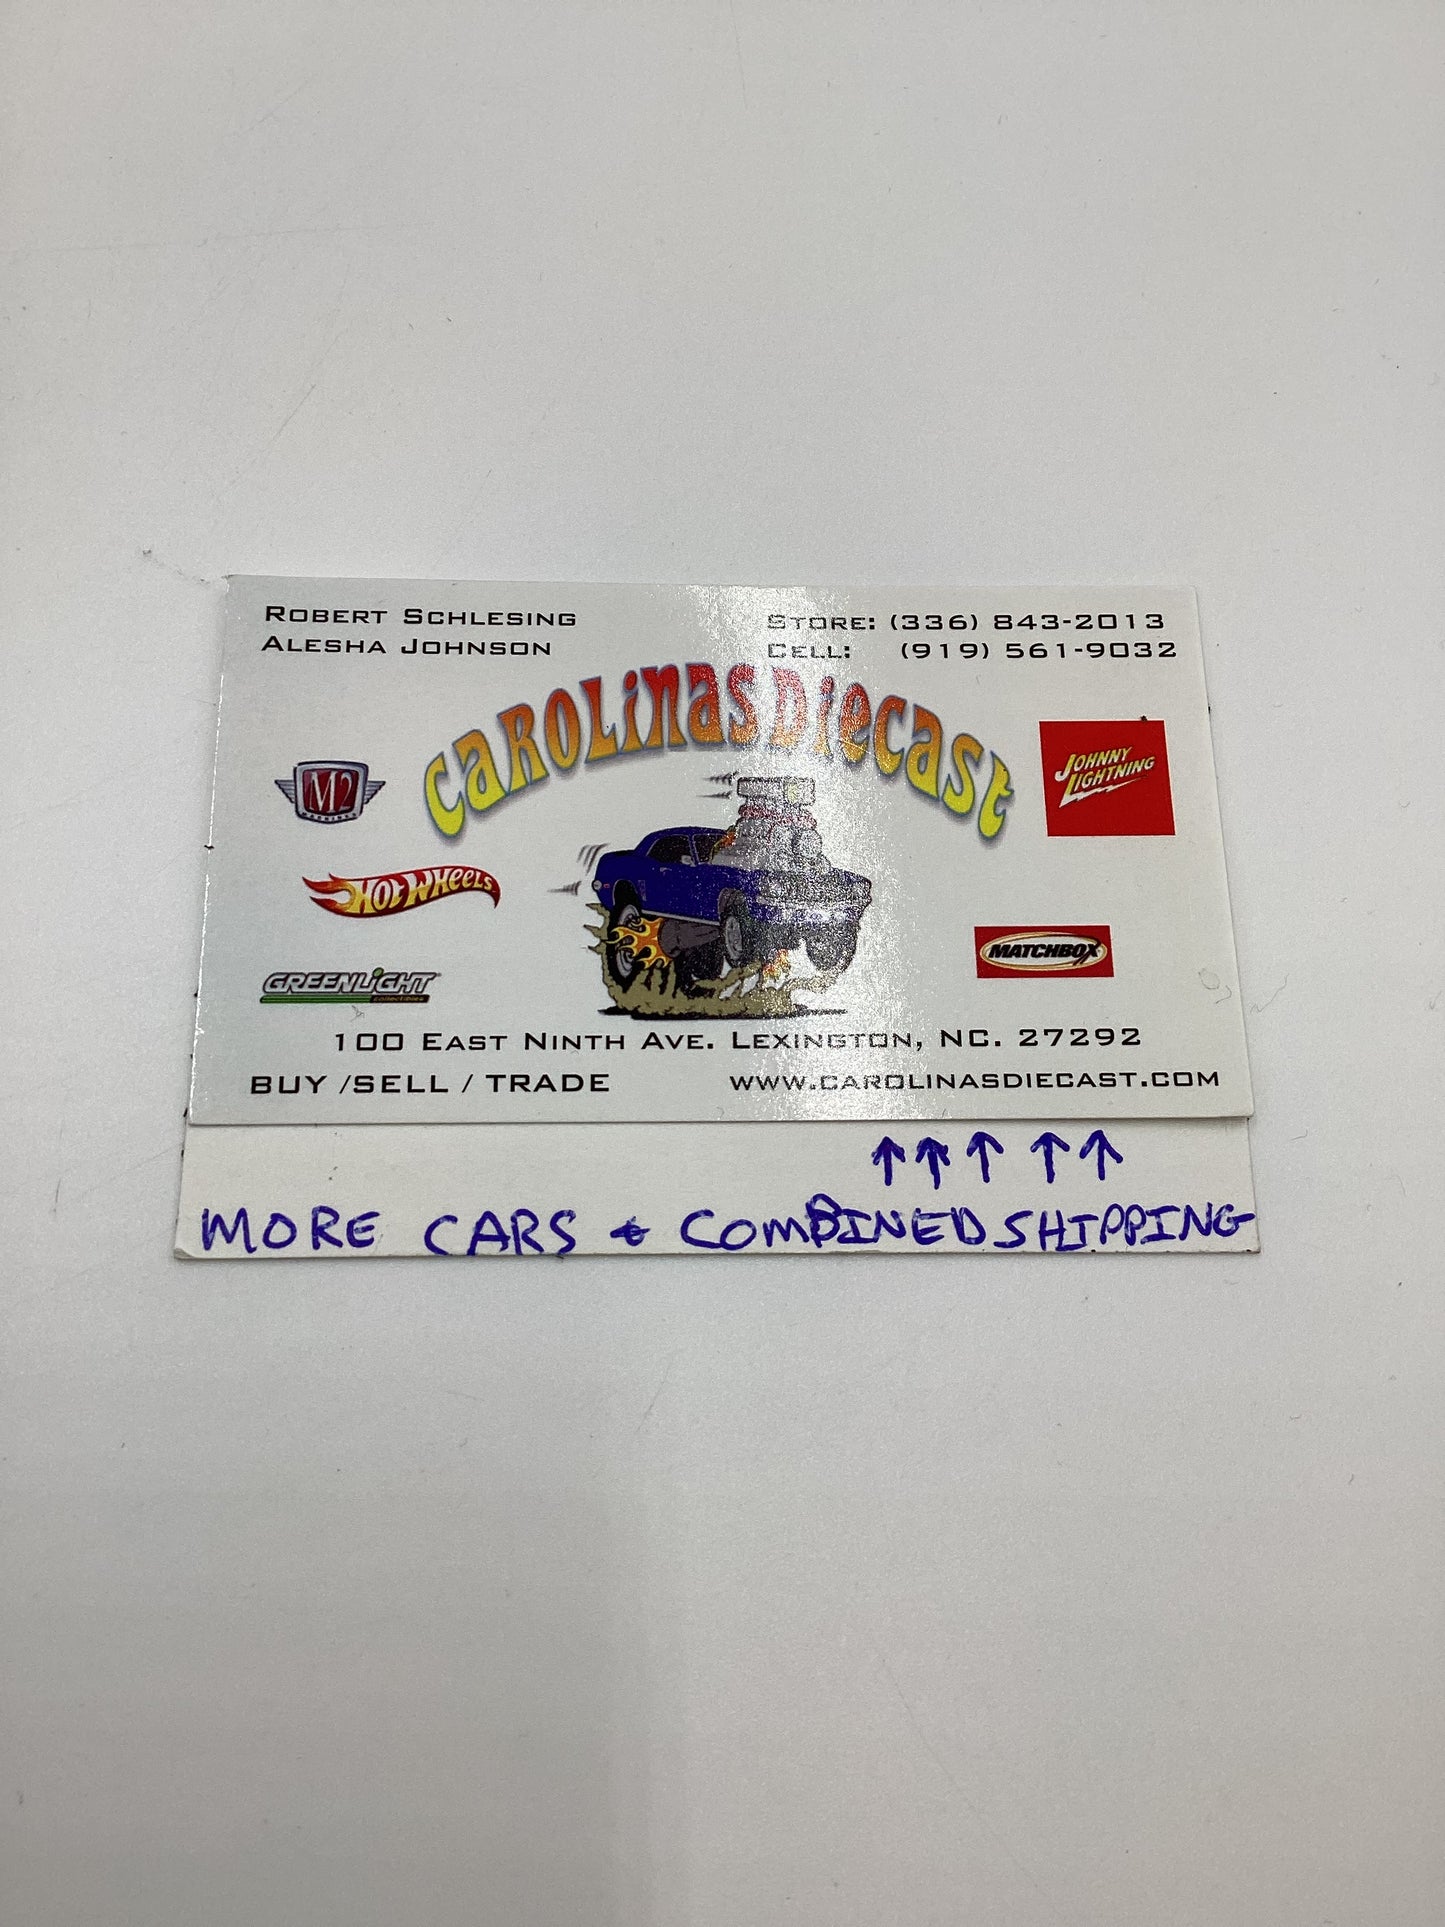 ROBERT SCHLESING
ALESHA JOHNSON
STORE: (336) 843-2013
CELL: (919) 561-9032
CAROLINAS DIECAST
M2
MACHINES
JOHNNY
LIGHTNING
HOT WHEELS
MATCHBOX
GREENLIGHT
collectibles
100 EAST NINTH AVE. LEXINGTON, NC. 27292
BUY /SELL / TRADE
WWW.CAROLINASDIECAST.COM
↑ ↑ ↑ ↑ ↑
MORE CARS & COMBINED SHIPPING